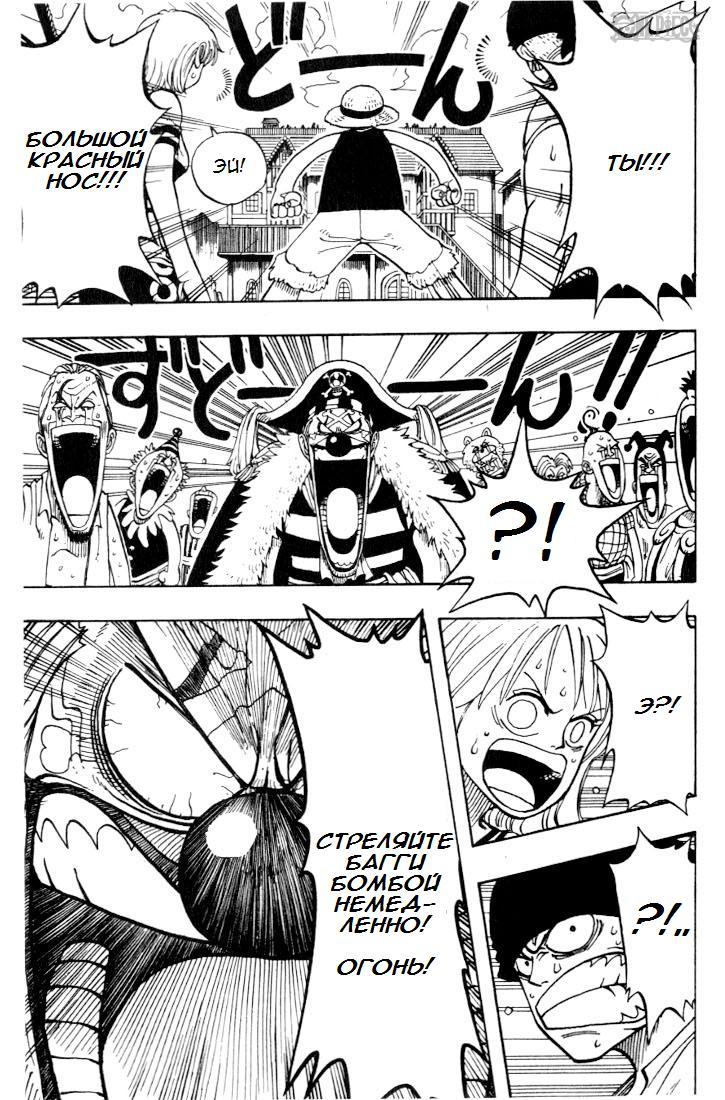 どーん
ТЫ!!!
ЭЙ!
БОЛЬШОЙ
КРАСНЫЙ
НОС!!!
ずどーーん!!
?!
Э?!
?!..
СТРЕЛЯЙТЕ
БАГГИ
БОМБОЙ
НЕМЕД-
ЛЕННО!
ОГОНЬ!